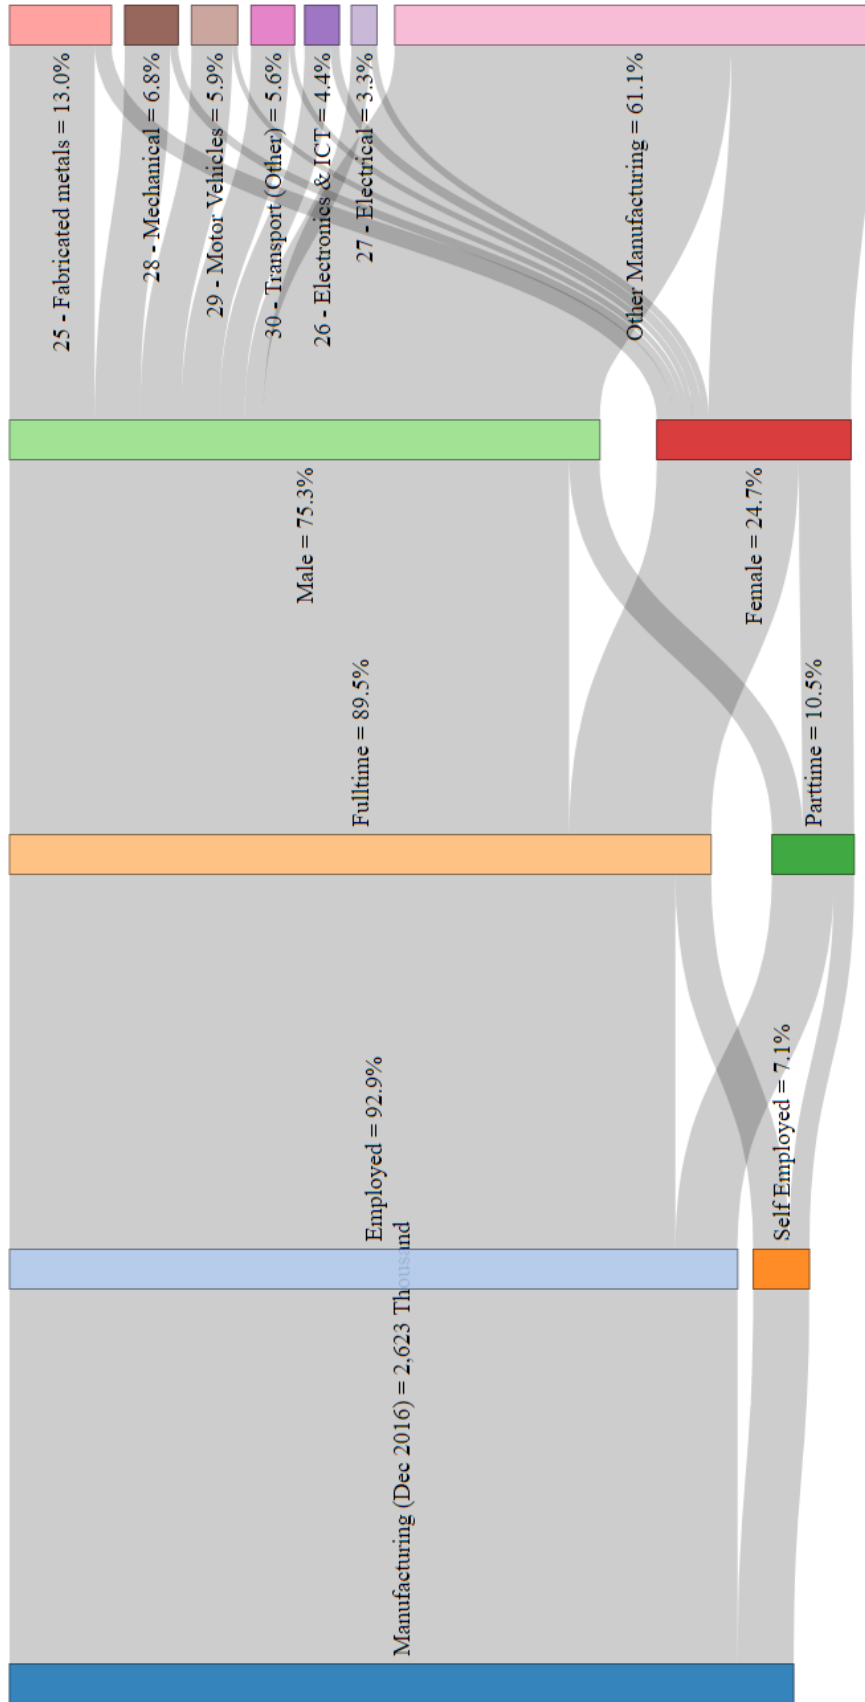 Manufacturing (Dec 2016) = 2,623 Thousand
Employed = 92.9%
Self Employed = 7.1%
Fulltime = 89.5%
Parttime = 10.5%
Male = 75.3%
Female = 24.7%
25 - Fabricated metals = 13.0%
28 - Mechanical = 6.8%
29 - Motor Vehicles = 5.9%
30 - Transport (Other) = 5.6%
26 - Electronics & ICT = 4.4%
27 - Electrical = 3.3%
Other Manufacturing = 61.1%